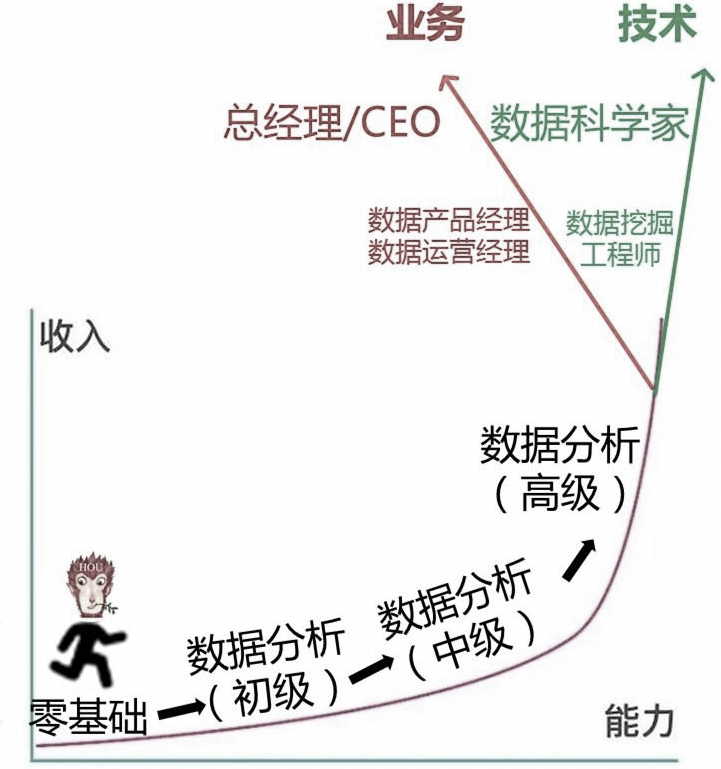 业务
技术
总经理/CEO
数据科学家
数据产品经理
数据运营经理
数据挖掘
工程师
收入
数据分析
(高级)
HOU
数据分析
(中级)
数据分析
(初级)
零基础
能力